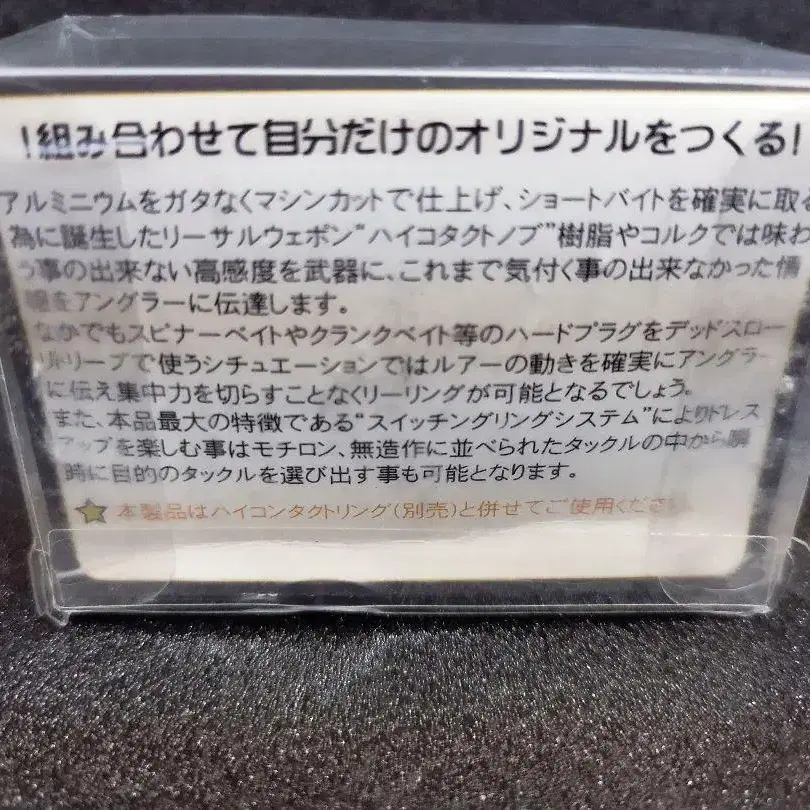 !組み合わせて自分だけのオリジナルをつくる!
アルミニウムをガタなくマシンカットで仕上げ、ショートバイトを確実に取る
為に誕生したリーサルウェポン"ハイコタクトノブ"樹脂やコルクでは味わ
う事の出来ない高感度を武器に、これまで気付く事の出来なかった情
報をアングラーに伝達します。
なかでもスピナーベイトやクランクベイト等のハードプラグをデッドスロー
リトリーブで使うシチュエーションではルアーの動きを確実にアングラー
に伝え集中力を切らすことなくリーリングが可能となるでしょう。
また、本品最大の特徴である"スイッチングリングシステム"によりドレス
アップを楽しむ事はモチロン、無造作に並べられたタックルの中から瞬
時に目的のタックルを選び出す事も可能となります。
本製品はハイコンタクトリング(別売)と併せてご使用くださ